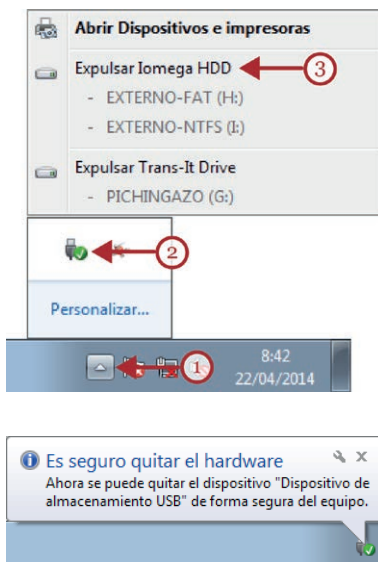 Abrir Dispositivos e impresoras
Expulsar Iomega HDD
3
- EXTERNO-FAT (H:)
- EXTERNO-NTFS (I:)
Expulsar Trans-It Drive
- PICHINGAZO (G:)
2
Personalizar...
1
8:42
22/04/2014
Es seguro quitar el hardware
Ahora se puede quitar el dispositivo "Dispositivo de
almacenamiento USB" de forma segura del equipo.